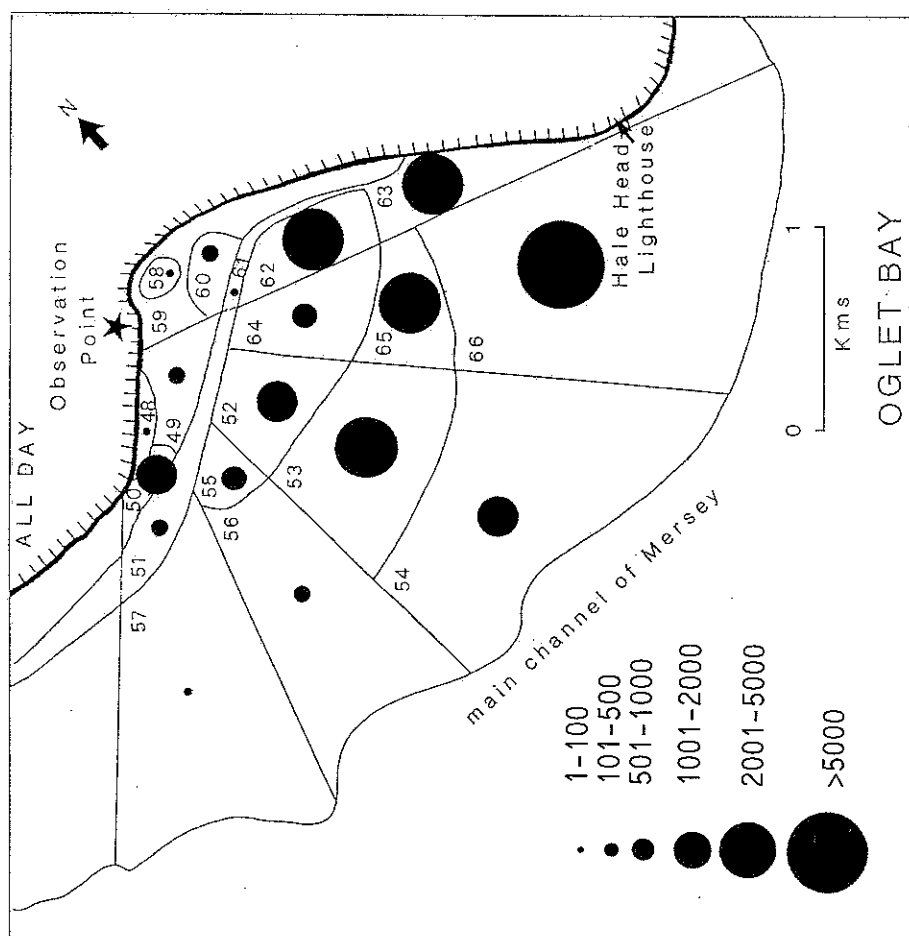 ALL DAY
Observation
Point
N
48
49
50
51
52
53
54
55
56
57
58
59
60
61
62
63
64
65
66
Hale Head
Lighthouse
main channel of Mersey
0 1
Kms
OGLET BAY
1-100
101-500
501-1000
1001-2000
2001-5000
>5000